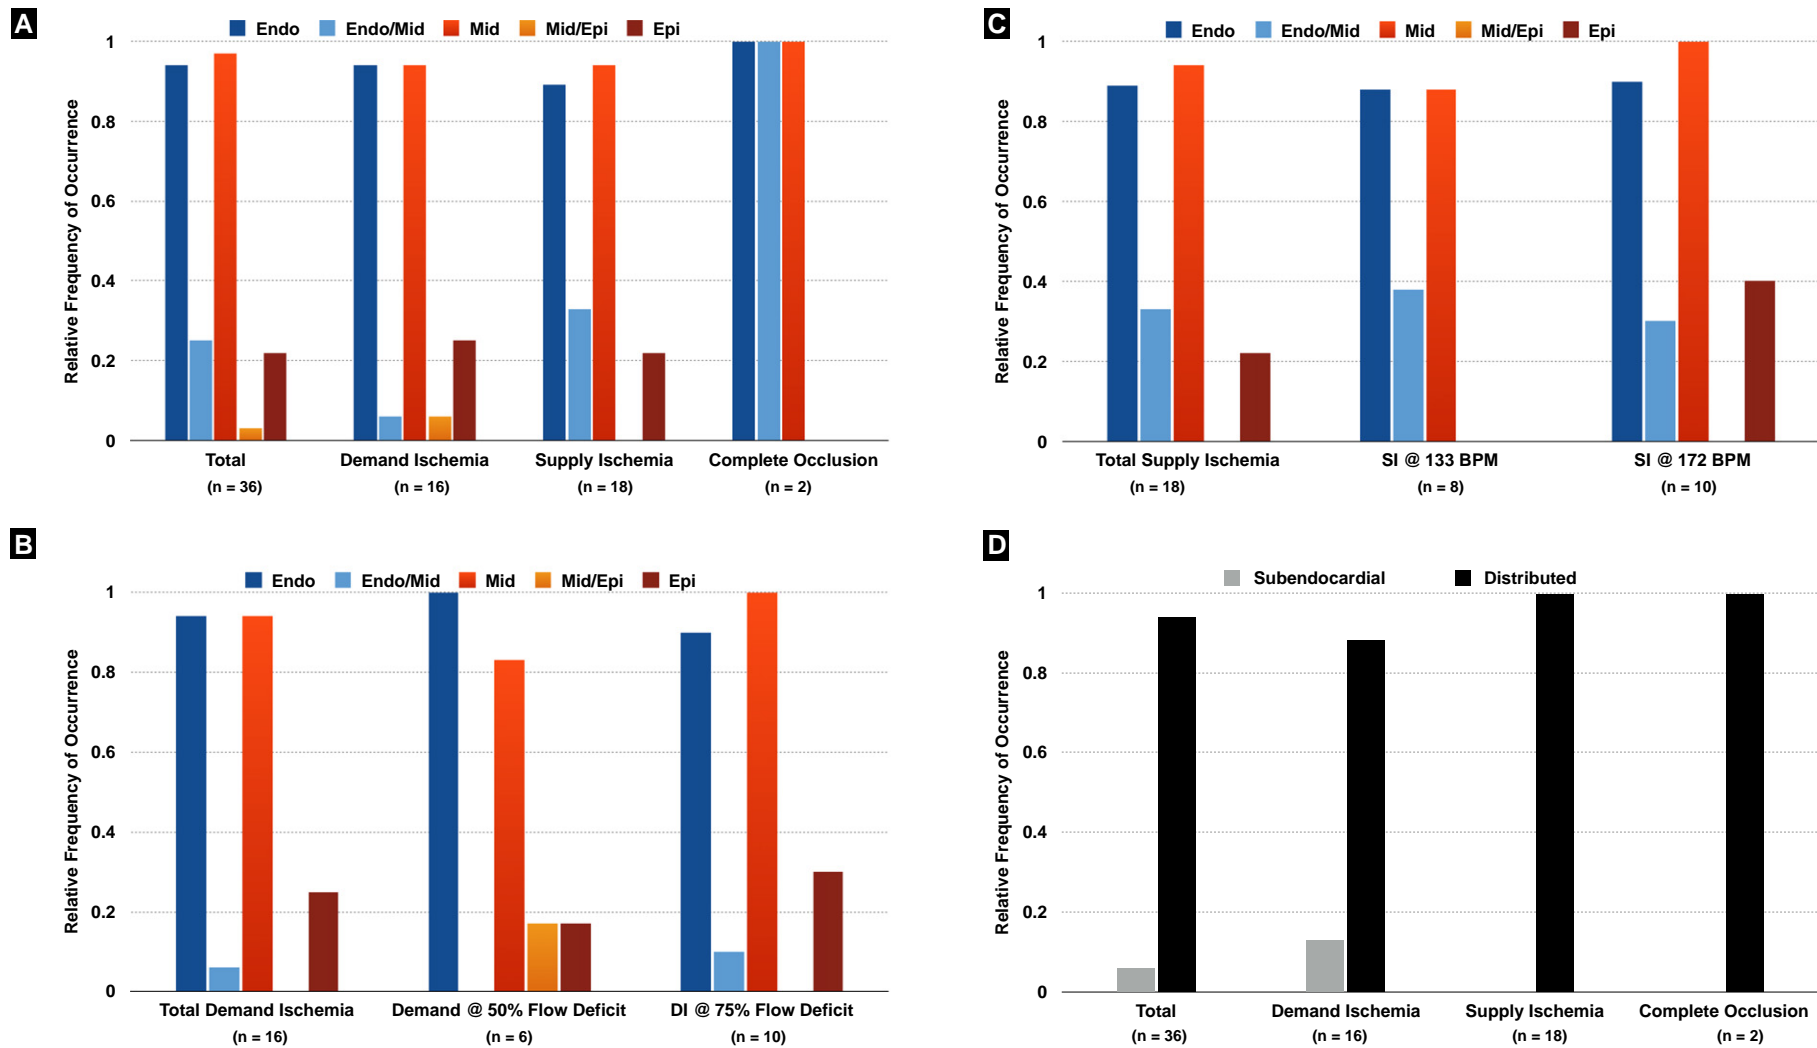 A
Endo Endo/Mid Mid Mid/Epi Epi
Relative Frequency of Occurrence
1
0.8
0.6
0.4
0.2
0
Total Demand Ischemia Supply Ischemia Complete Occlusion
(n = 36) (n = 16) (n = 18) (n = 2)
C
Endo Endo/Mid Mid Mid/Epi Epi
Relative Frequency of Occurrence
1
0.8
0.6
0.4
0.2
0
Total Supply Ischemia SI @ 133 BPM SI @ 172 BPM
(n = 18) (n = 8) (n = 10)
B
Endo Endo/Mid Mid Mid/Epi Epi
Relative Frequency of Occurrence
1
0.8
0.6
0.4
0.2
0
Total Demand Ischemia Demand @ 50% Flow Deficit DI @ 75% Flow Deficit
(n = 16) (n = 6) (n = 10)
D
Subendocardial Distributed
Relative Frequency of Occurrence
1
0.8
0.6
0.4
0.2
0
Total Demand Ischemia Supply Ischemia Complete Occlusion
(n = 36) (n = 16) (n = 18) (n = 2)